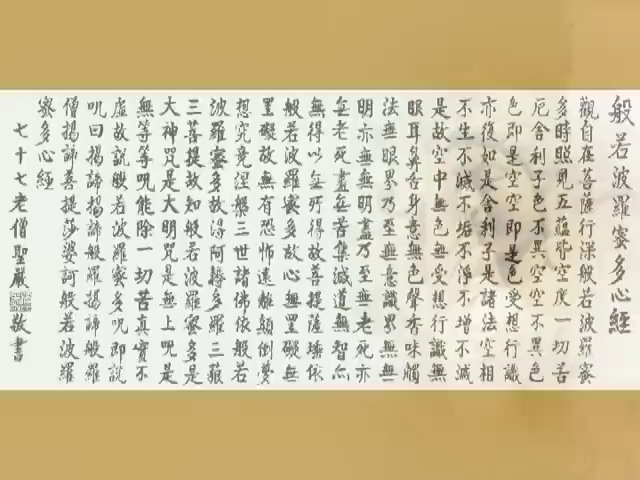 般若波羅蜜多心經
觀自在菩薩行深般若波羅蜜
多時照見五蘊皆空度一切苦
厄舍利子色不異空空不異色
色即是空空即是色受想行識
亦復如是舍利子是諸法空相
不生不滅不垢不淨不增不減
是故空中無色無受想行識無
眼耳鼻舌身意無色聲香味觸
法無眼界乃至無意識界無無
明亦無無明盡乃至無老死亦
無老死盡無苦集滅道無智亦
無得以無所得故菩提薩埵依
般若波羅蜜多故心無罣礙無
罣礙故無有恐怖遠離顛倒夢
想究竟涅槃三世諸佛依般若
波羅蜜多故得阿耨多羅三藐
三菩提故知般若波羅蜜多是
大神咒是大明咒是無上咒是
無等等咒能除一切苦真實不
虛故說般若波羅蜜多咒即說
咒曰揭諦揭諦般羅揭諦般羅
僧揭諦菩提莎婆訶般若波羅
蜜多心經
七十七老僧聖嚴敬書